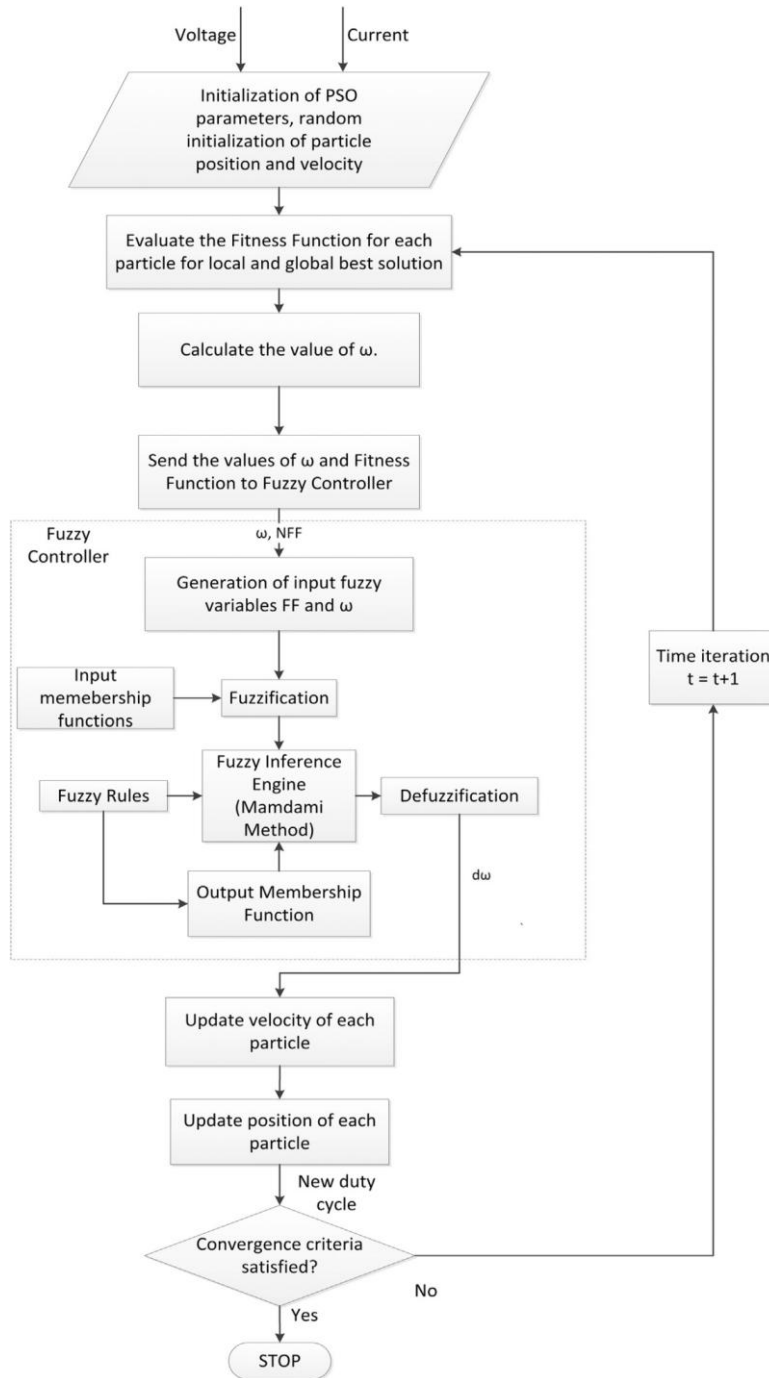 Voltage
Current
Initialization of PSO
parameters, random
initialization of particle
position and velocity
Evaluate the Fitness Function for each
particle for local and global best solution
Calculate the value of ω.
Send the values of ω and Fitness
Function to Fuzzy Controller
Fuzzy
Controller
ω, NFF
Generation of input fuzzy
variables FF and ω
Time iteration
t = t+1
Input
memebership
functions
Fuzzification
Fuzzy Inference
Engine
(Mamdami
Method)
Fuzzy Rules
Defuzzification
Output Membership
Function
dω
Update velocity of each
particle
Update position of each
particle
New duty
cycle
Convergence criteria
satisfied?
No
Yes
STOP